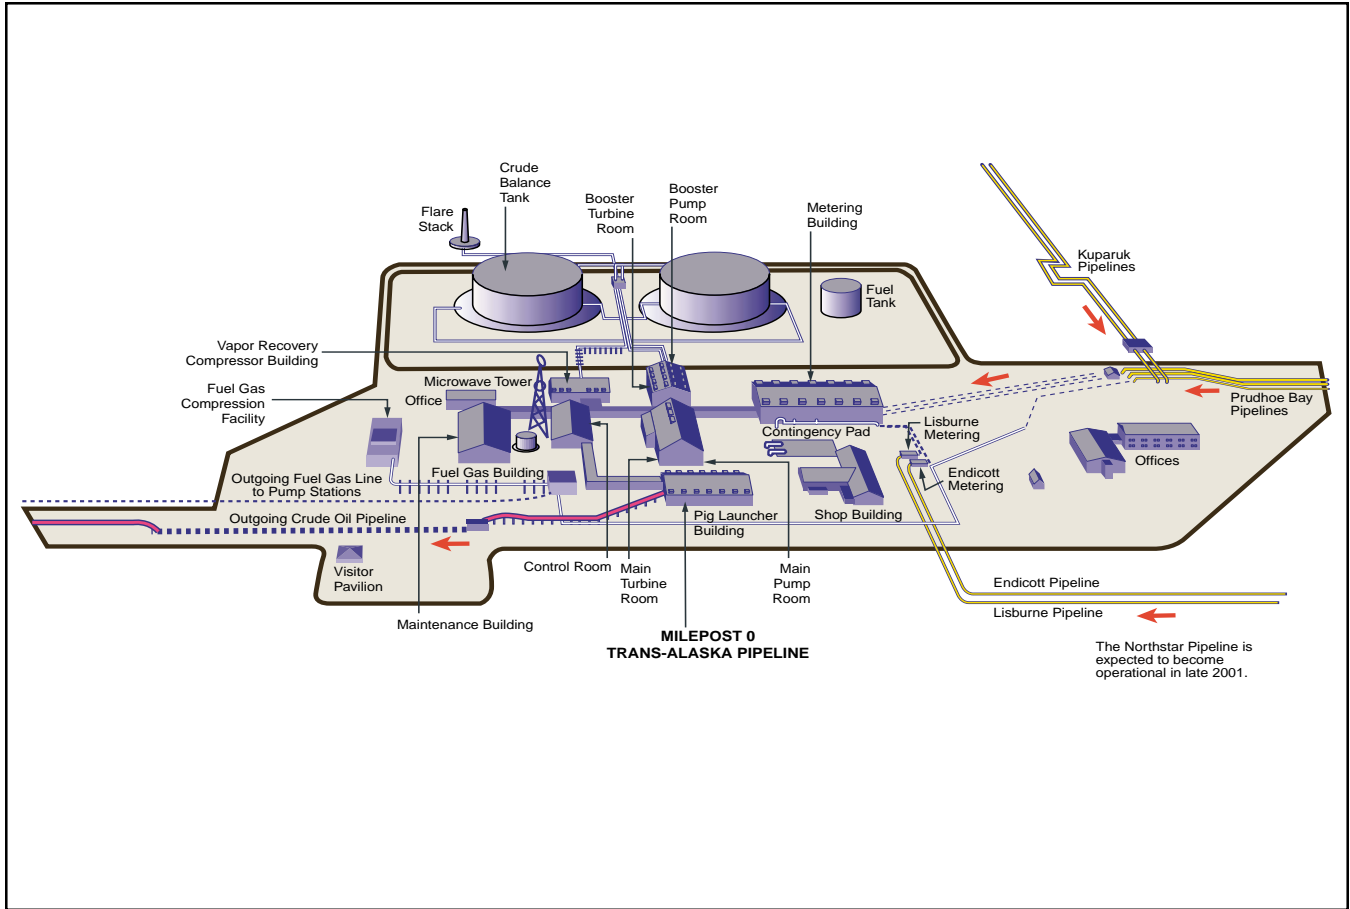 Crude
Balance
Tank
Flare
Stack
Booster
Turbine
Room
Booster
Pump
Room
Metering
Building
Kuparuk
Pipelines
Fuel
Tank
Vapor Recovery
Compressor Building
Fuel Gas
Compression
Facility
Microwave Tower
Office
Prudhoe Bay
Pipelines
Contingency Pad
Lisburne
Metering
Offices
Endicott
Metering
Fuel Gas Building
Outgoing Fuel Gas Line
to Pump Stations
Outgoing Crude Oil Pipeline
Pig Launcher
Building
Shop Building
Visitor
Pavilion
Control Room
Main
Turbine
Room
Main
Pump
Room
Endicott Pipeline
Lisburne Pipeline
Maintenance Building
MILEPOST 0
TRANS-ALASKA PIPELINE
The Northstar Pipeline is
expected to become
operational in late 2001.